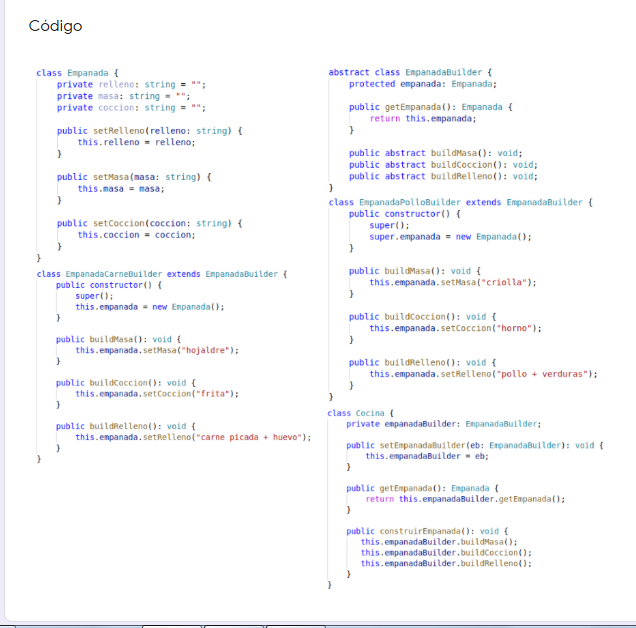 Código
class Empanada {
private relleno: string = "";
private masa: string = "";
private coccion: string = "";
public setRelleno(relleno: string) {
this.relleno = relleno;
}
public setMasa(masa: string) {
this.masa = masa;
}
public setCoccion(coccion: string) {
this.coccion = coccion;
}
}
class EmpanadaCarneBuilder extends EmpanadaBuilder {
public constructor() {
super();
this.empanada = new Empanada();
}
public buildMasa(): void {
this.empanada.setMasa("hojaldre");
}
public buildCoccion(): void {
this.empanada.setCoccion("frita");
}
public buildRelleno(): void {
this.empanada.setRelleno("carne picada + huevo");
}
}
abstract class EmpanadaBuilder {
protected empanada: Empanada;
public getEmpanada(): Empanada {
return this.empanada;
}
public abstract buildMasa(): void;
public abstract buildCoccion(): void;
public abstract buildRelleno(): void;
}
class EmpanadaPolloBuilder extends EmpanadaBuilder {
public constructor() {
super();
super.empanada = new Empanada();
}
public buildMasa(): void {
this.empanada.setMasa("criolla");
}
public buildCoccion(): void {
this.empanada.setCoccion("horno");
}
public buildRelleno(): void {
this.empanada.setRelleno("pollo + verduras");
}
}
class Cocina {
private empanadaBuilder: EmpanadaBuilder;
public setEmpanadaBuilder(eb: EmpanadaBuilder): void {
this.empanadaBuilder = eb;
}
public getEmpanada(): Empanada {
return this.empanadaBuilder.getEmpanada();
}
public construirEmpanada(): void {
this.empanadaBuilder.buildMasa();
this.empanadaBuilder.buildCoccion();
this.empanadaBuilder.buildRelleno();
}
}